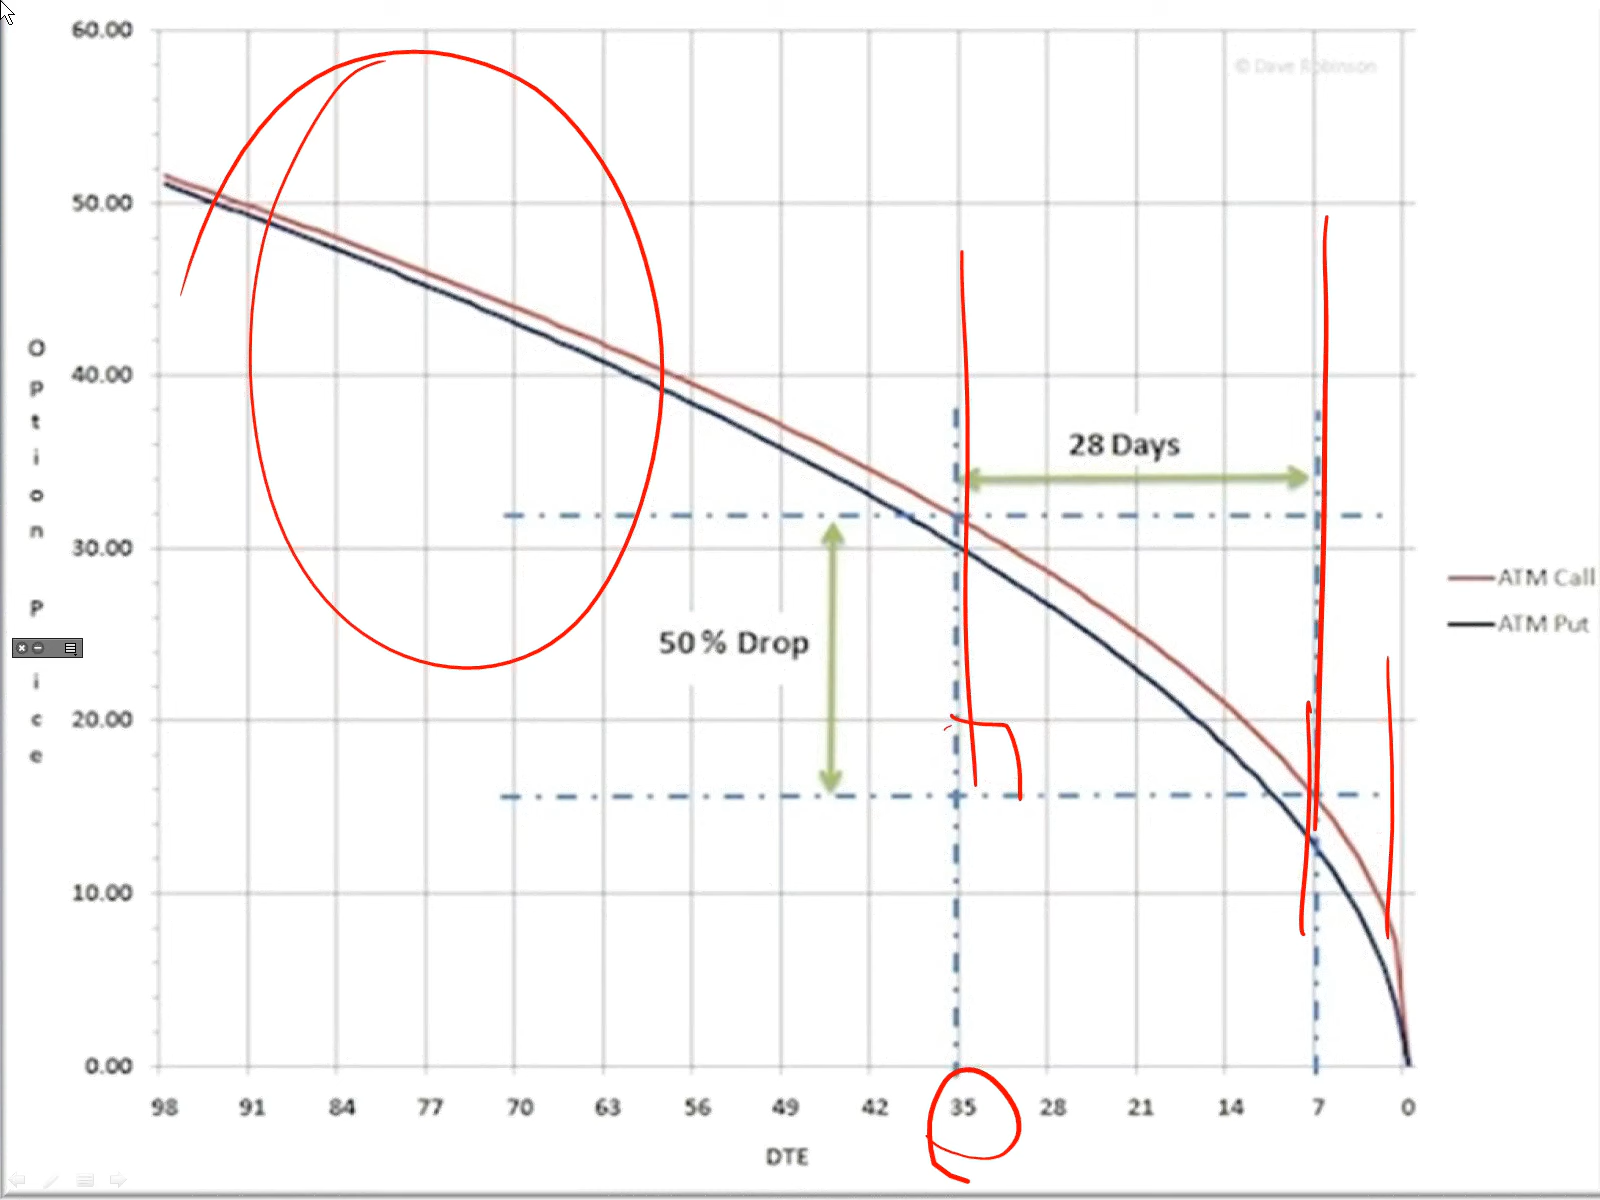 60.00
© Dave Robinson
50.00
40.00
28 Days
30.00
ATM Call
ATM Put
50% Drop
20.00
10.00
0.00
Option Price
98 91 84 77 70 63 56 49 42 35 28 21 14 7 0
DTE